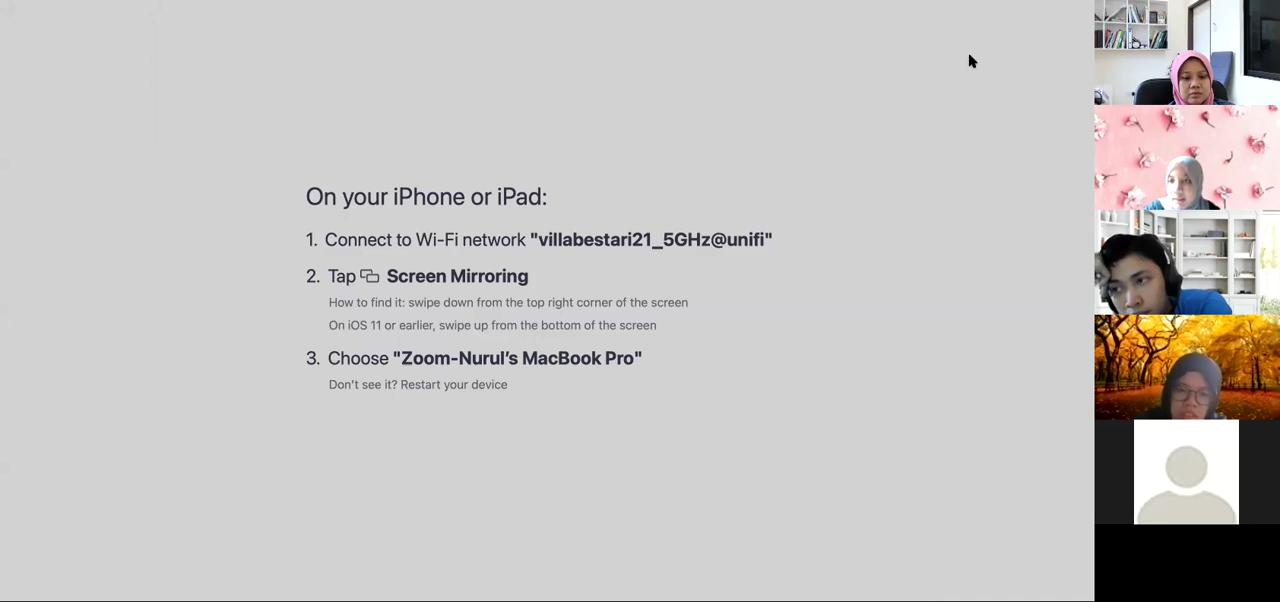 On your iPhone or iPad:
1. Connect to Wi-Fi network "villabestari21_5GHz@unifi"
2. Tap Screen Mirroring
How to find it: swipe down from the top right corner of the screen
On iOS 11 or earlier, swipe up from the bottom of the screen
3. Choose "Zoom-Nurul’s MacBook Pro"
Don't see it? Restart your device